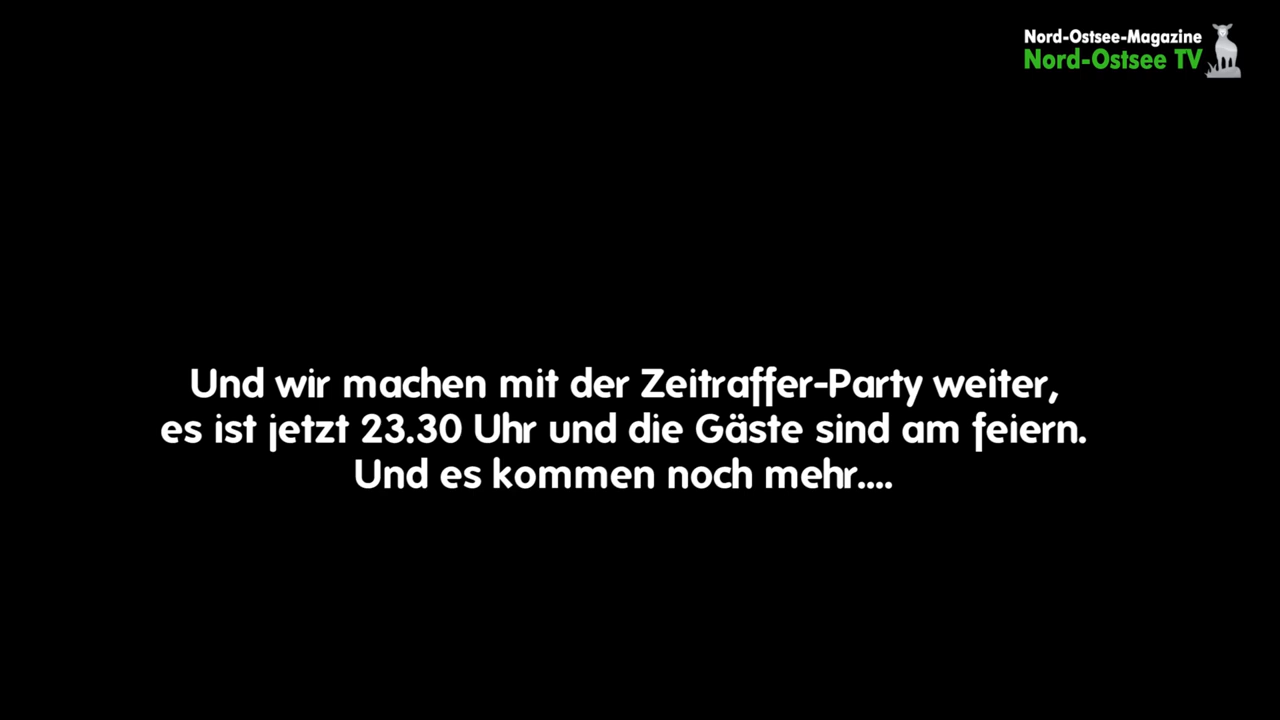 Nord-Ostsee-Magazine
Nord-Ostsee TV
Und wir machen mit der Zeitraffer-Party weiter,
es ist jetzt 23.30 Uhr und die Gäste sind am feiern.
Und es kommen noch mehr....